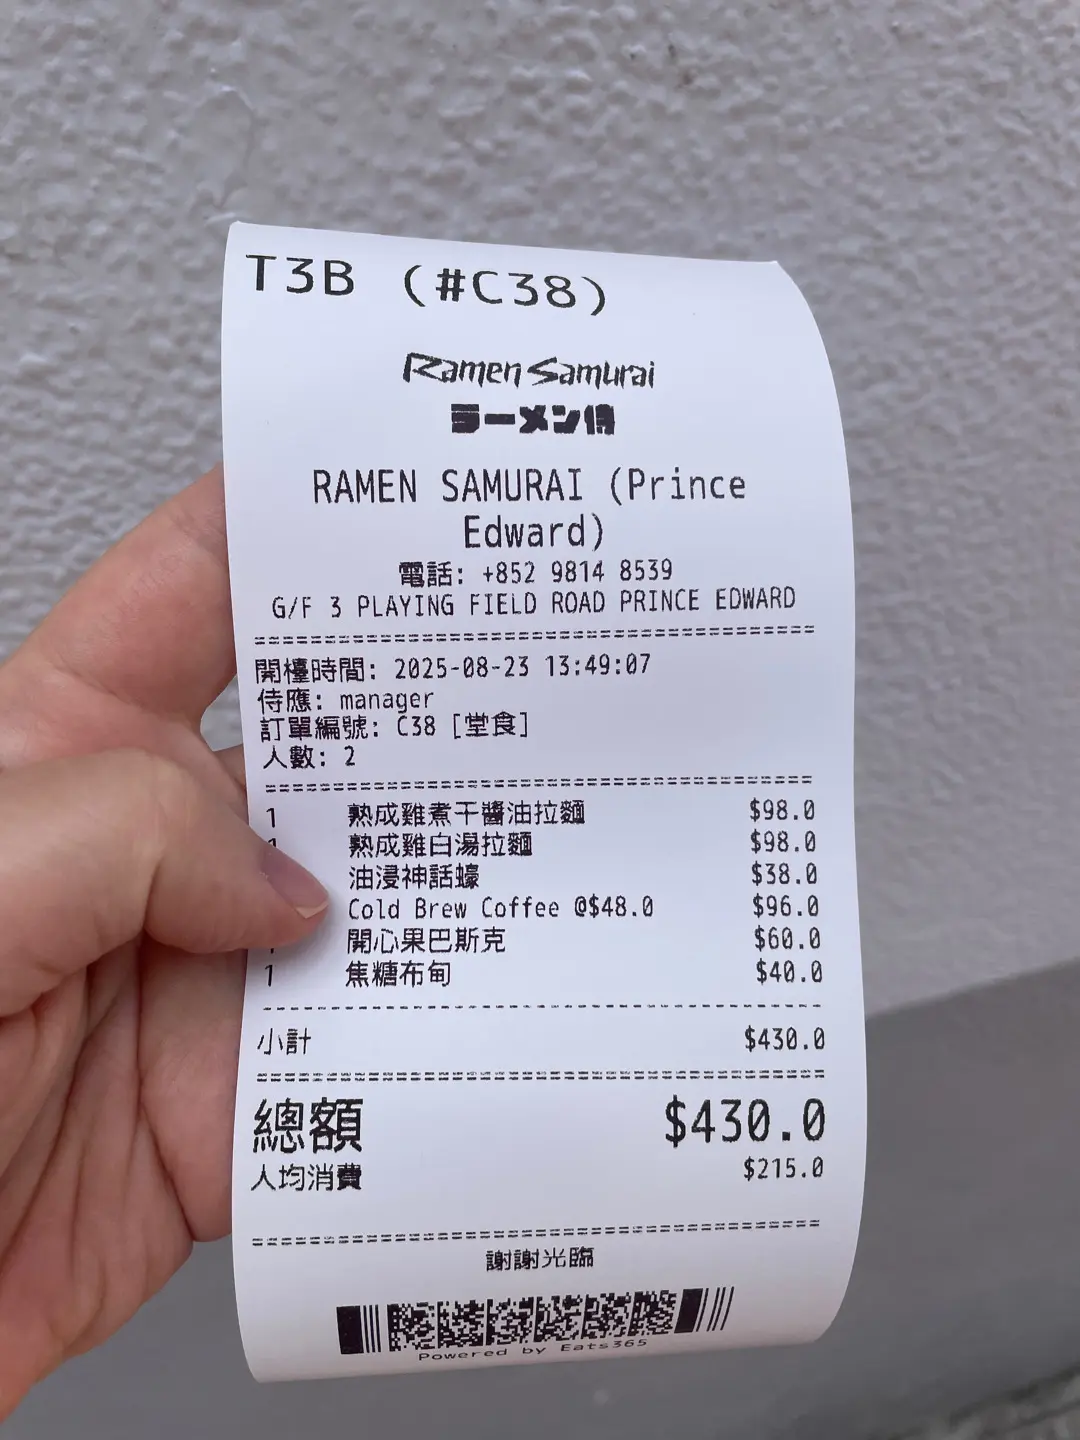 T3B (#C38)
Ramen Samurai
ラーメン侍
RAMEN SAMURAI (Prince
Edward)
電話: +852 9814 8539
G/F 3 PLAYING FIELD ROAD PRINCE EDWARD
開檯時間: 2025-08-23 13:49:07
侍應: manager
訂單編號: C38 [堂食]
人數: 2
1 熟成雞煮干醬油拉麵 $98.0
熟成雞白湯拉麵 $98.0
油浸神話蠔 $38.0
Cold Brew Coffee @$48.0 $96.0
開心果巴斯克 $60.0
1 焦糖布甸 $40.0
小計 $430.0
總額 $430.0
人均消費 $215.0
謝謝光臨
Powered by Eats365